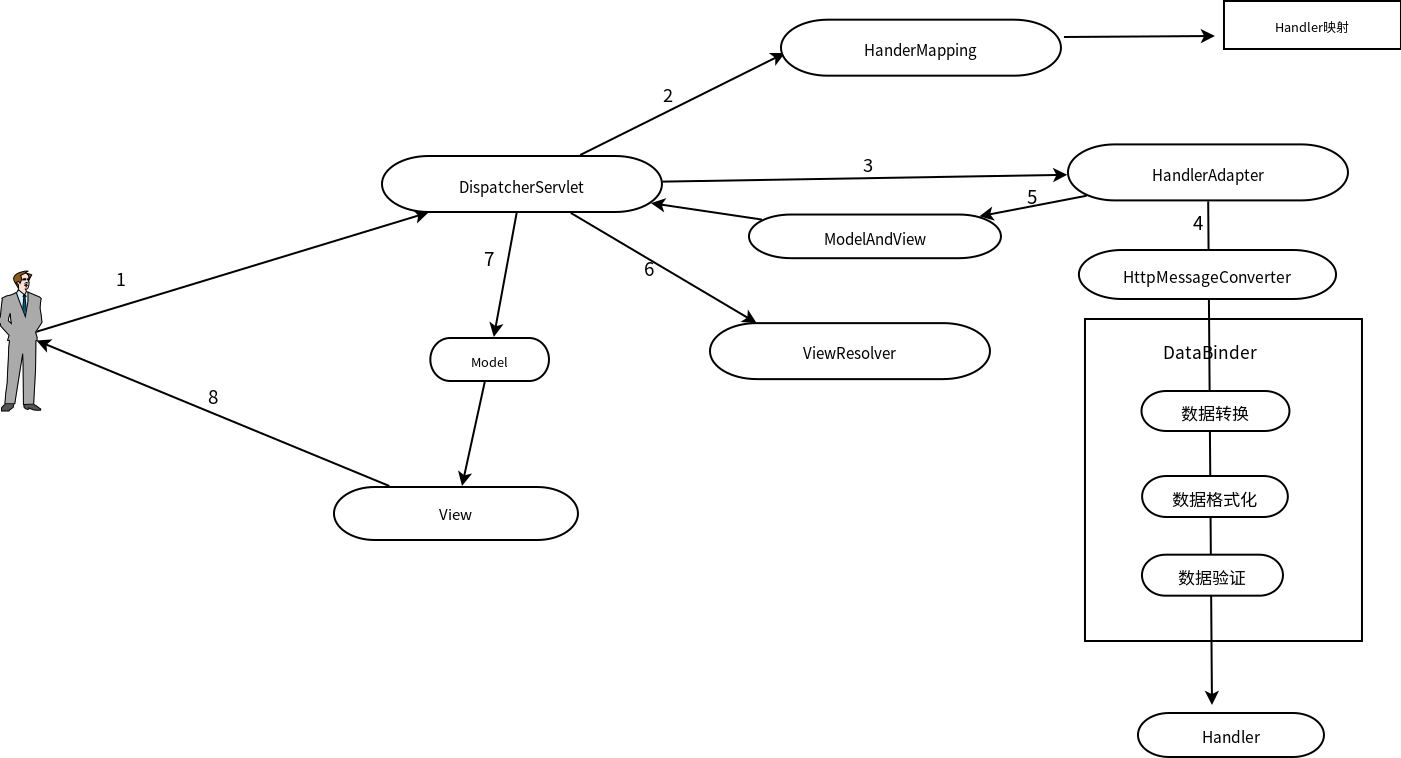 Handler映射
HanderMapping
2
DispatcherServlet
3
HandlerAdapter
5
4
ModelAndView
1
7
6
HttpMessageConverter
Model
ViewResolver
DataBinder
8
数据转换
View
数据格式化
数据验证
Handler